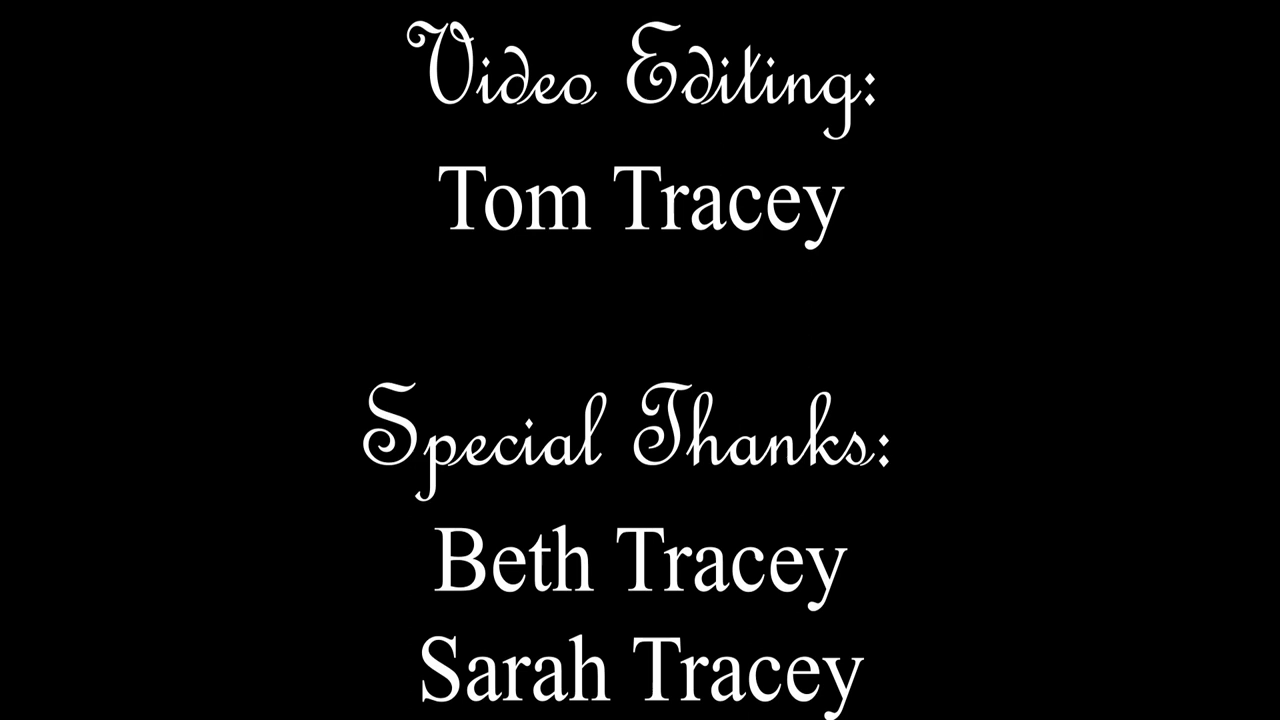 Video Editing:
Tom Tracey
Special Thanks:
Beth Tracey
Sarah Tracey